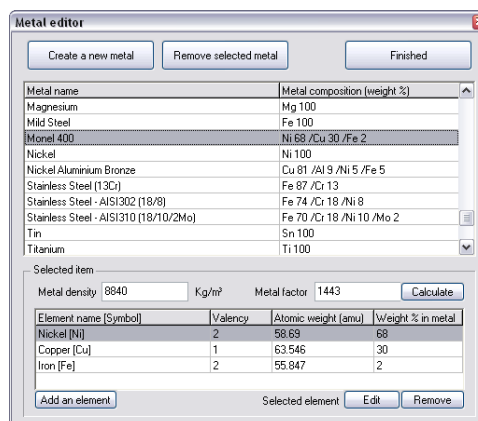 Metal editor
Create a new metal Remove selected metal Finished
Metal name Metal composition (weight %)
Magnesium Mg 100
Mild Steel Fe 100
Monel 400 Ni 68 /Cu 30 /Fe 2
Nickel Ni 100
Nickel Aluminium Bronze Cu 81 /Al 9 /Ni 5 /Fe 5
Stainless Steel (13Cr) Fe 87 /Cr 13
Stainless Steel - AISI302 (18/8) Fe 74 /Cr 18 /Ni 8
Stainless Steel - AISI310 (18/10/2Mo) Fe 70 /Cr 18 /Ni 10 /Mo 2
Tin Sn 100
Titanium Ti 100
Selected item
Metal density 8840 Kg/m³ Metal factor 1443 Calculate
Element name [Symbol] Valency Atomic weight (amu) Weight % in metal
Nickel [Ni] 2 58.69 68
Copper [Cu] 1 63.546 30
Iron [Fe] 2 55.847 2
Add an element Selected element Edit Remove